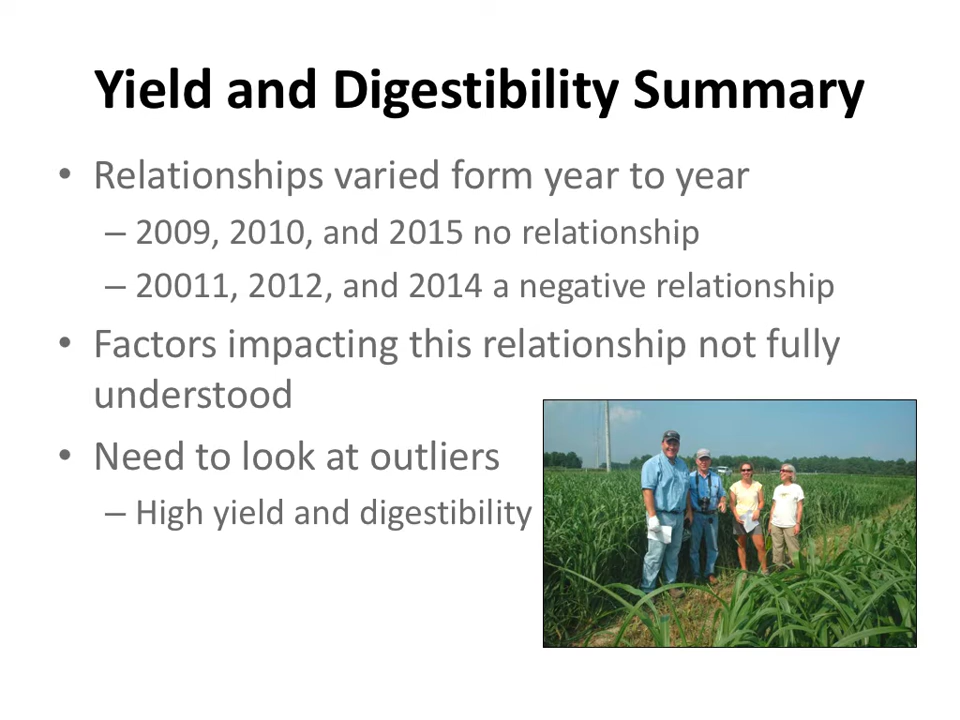 Yield and Digestibility Summary
• Relationships varied form year to year
– 2009, 2010, and 2015 no relationship
– 20011, 2012, and 2014 a negative relationship
• Factors impacting this relationship not fully
understood
• Need to look at outliers
– High yield and digestibility